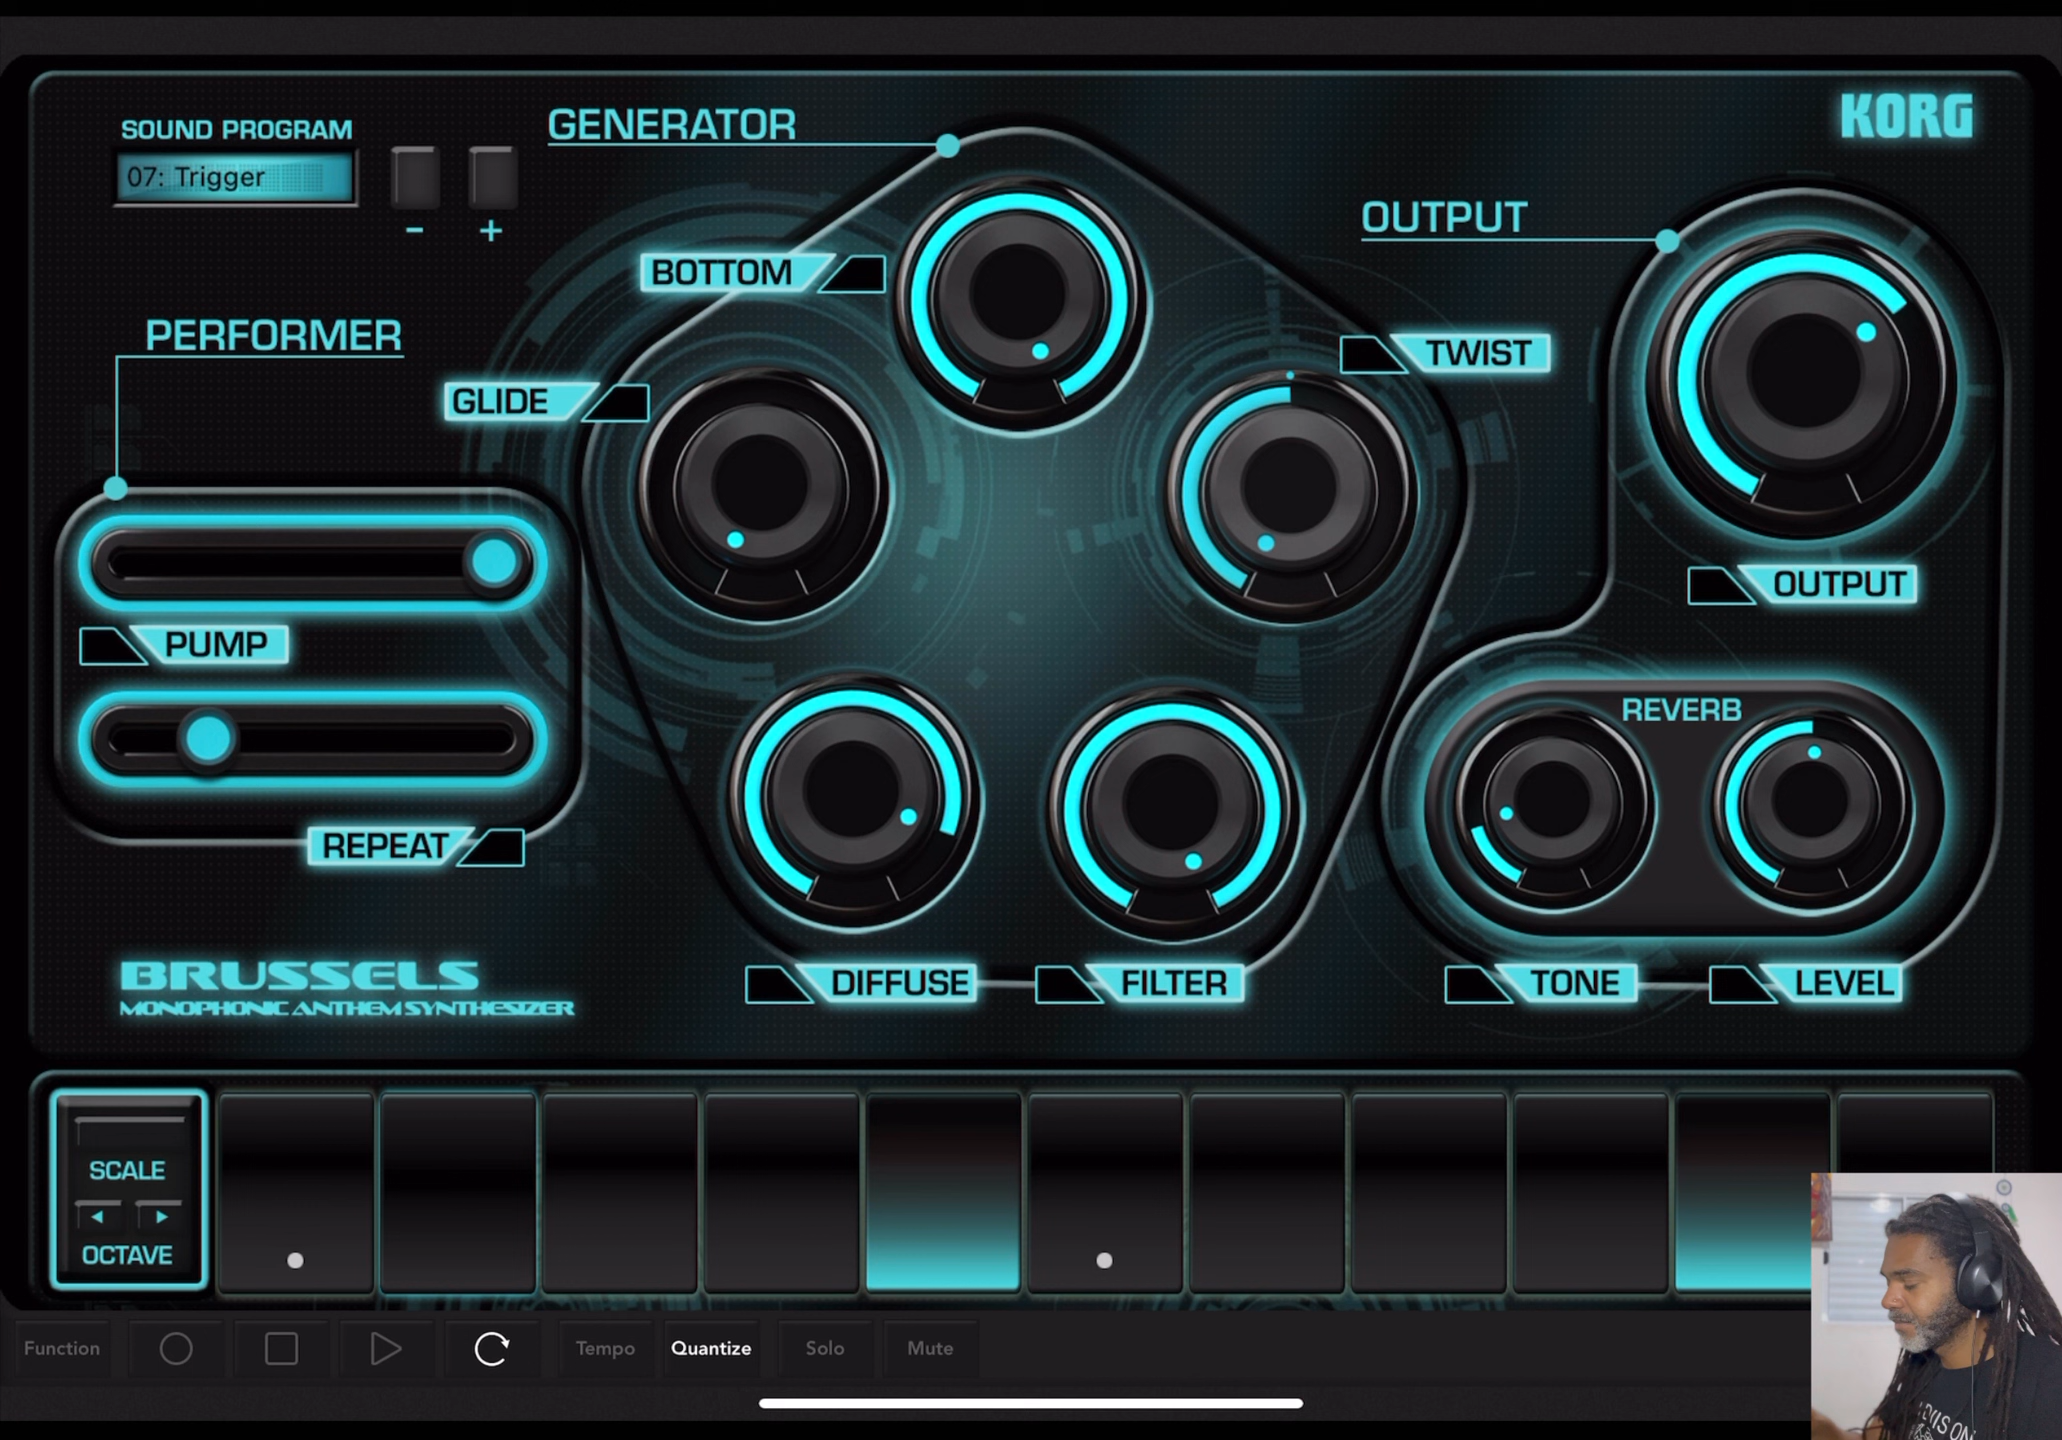 KORG
SOUND PROGRAM
07: Trigger
-
+
GENERATOR
OUTPUT
BOTTOM
TWIST
PERFORMER
GLIDE
PUMP
OUTPUT
REVERB
REPEAT
DIFFUSE
FILTER
TONE
LEVEL
BRUSSELS
MONOPHONIC ANTHEM SYNTHESIZER
SCALE
OCTAVE
Function
Tempo
Quantize
Solo
Mute